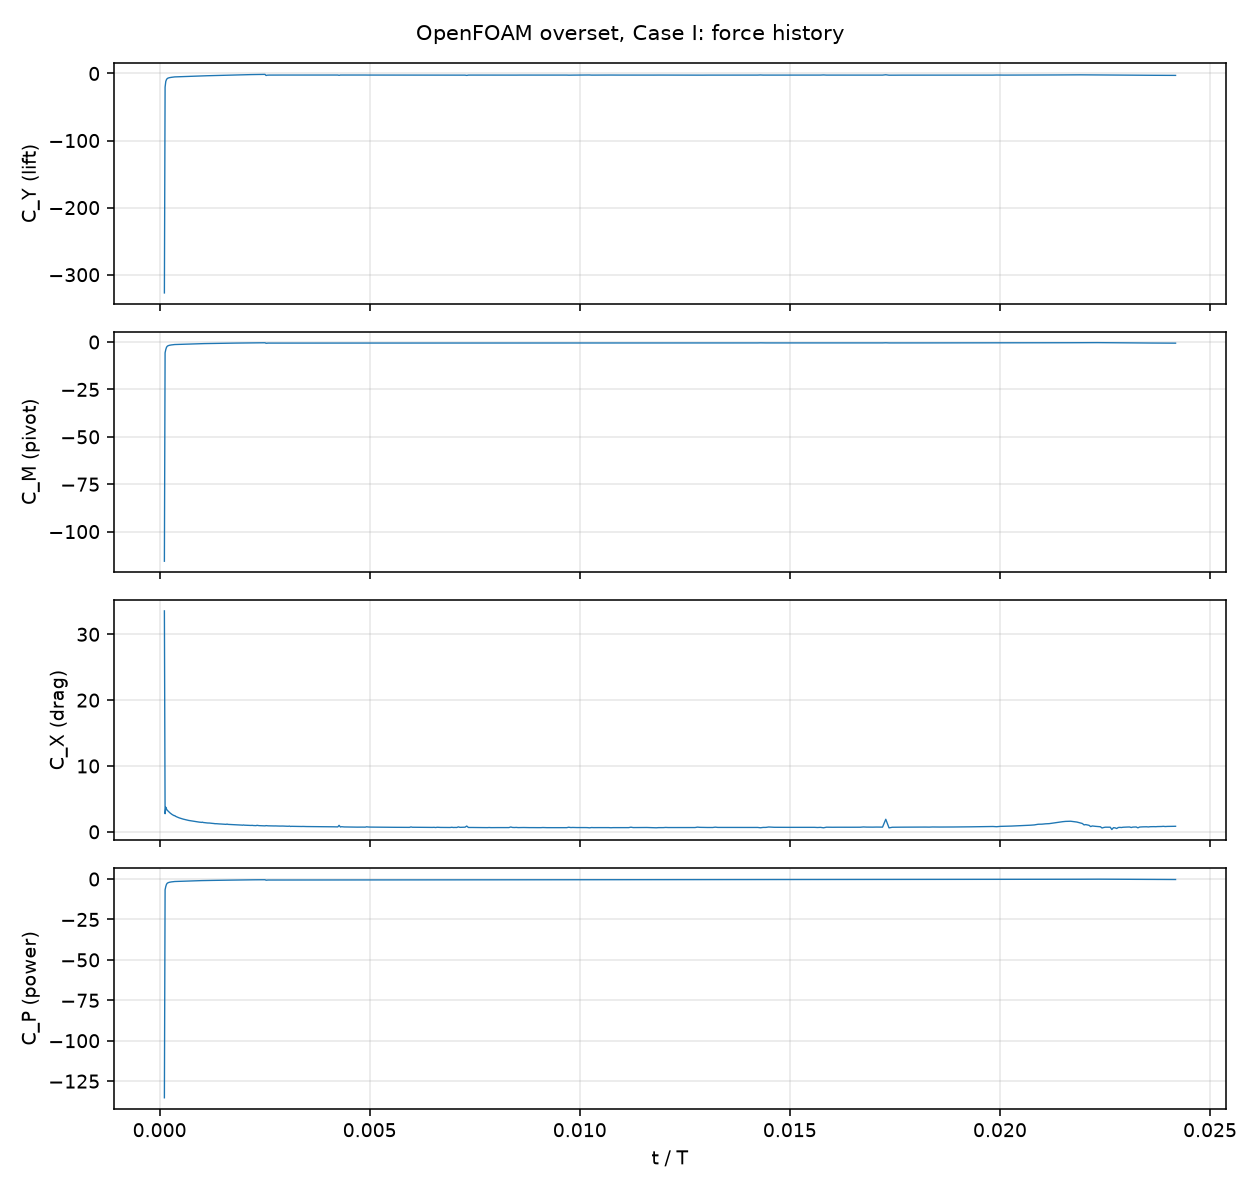 OpenFOAM overset, Case I: force history
C_Y (lift)
0
−100
−200
−300
C_M (pivot)
0
−25
−50
−75
−100
C_X (drag)
30
20
10
0
C_P (power)
0
−25
−50
−75
−100
−125
0.000 0.005 0.010 0.015 0.020 0.025
t / T